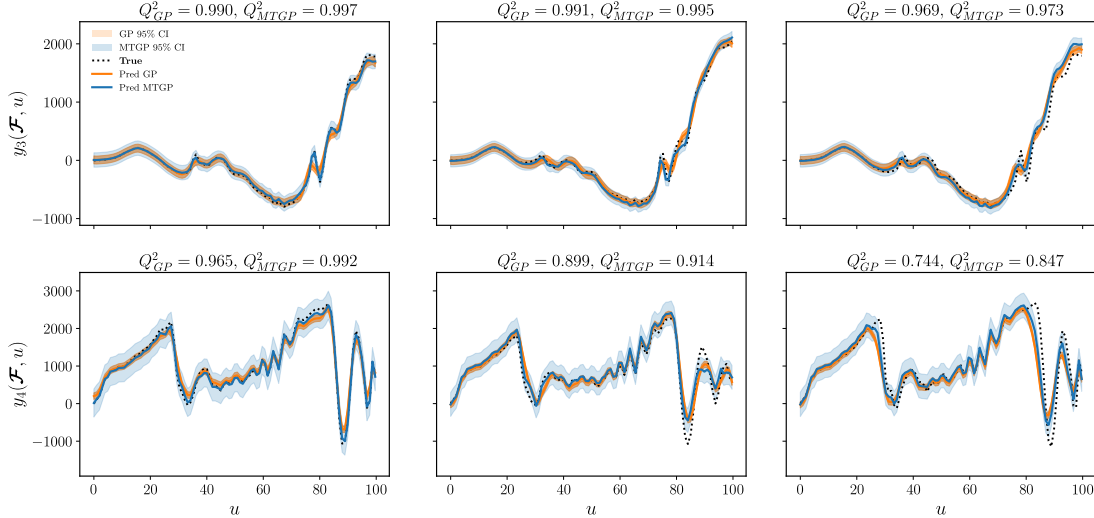 Q²_GP = 0.990, Q²_MTGP = 0.997
= 0.991, Q²_MTGP = 0.995
Q²_GP = 0.969, Q²_MTGP = 0.973
GP 95% CI
MTGP 95% CI
True
Pred GP
Pred MTGP
y₃(𝓕, u)
2000
1000
0
−1000
Q²_GP = 0.965, Q²_MTGP = 0.992
Q²_GP = 0.899, Q²_MTGP = 0.914
Q²_GP = 0.744, Q²_MTGP = 0.847
y₄(𝓕, u)
3000
2000
1000
0
−1000
0 20 40 60 80 100
0 20 40 60 80 100
0 20 40 60 80 100
u
u
u